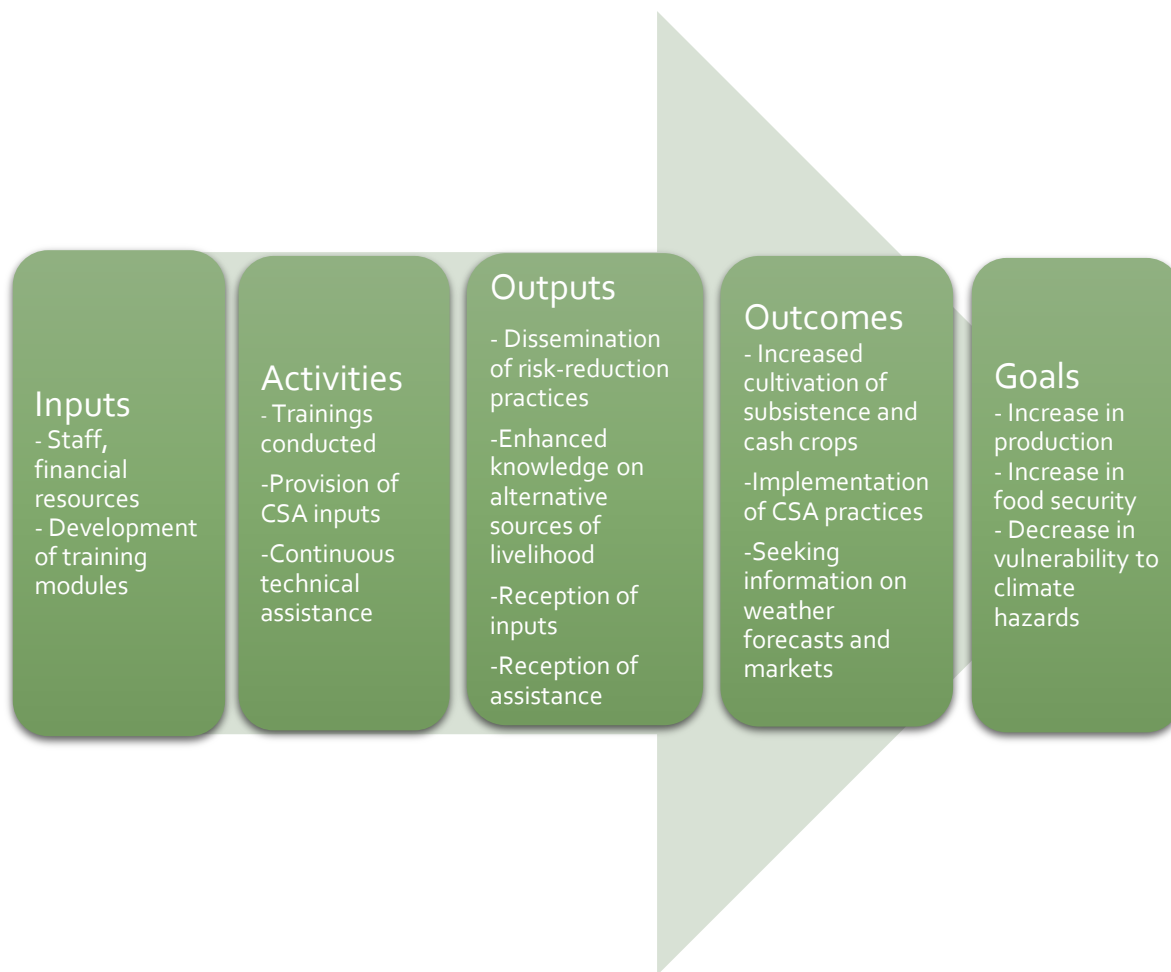 Inputs
- Staff,
financial
resources
- Development
of training
modules
Activities
- Trainings
conducted
-Provision of
CSA inputs
-Continuous
technical
assistance
Outputs
- Dissemination
of risk-reduction
practices
-Enhanced
knowledge on
alternative
sources of
livelihood
-Reception of
inputs
-Reception of
assistance
Outcomes
- Increased
cultivation of
subsistence and
cash crops
-Implementation
of CSA practices
-Seeking
information on
weather
forecasts and
markets
Goals
- Increase in
production
- Increase in
food security
- Decrease in
vulnerability to
climate
hazards